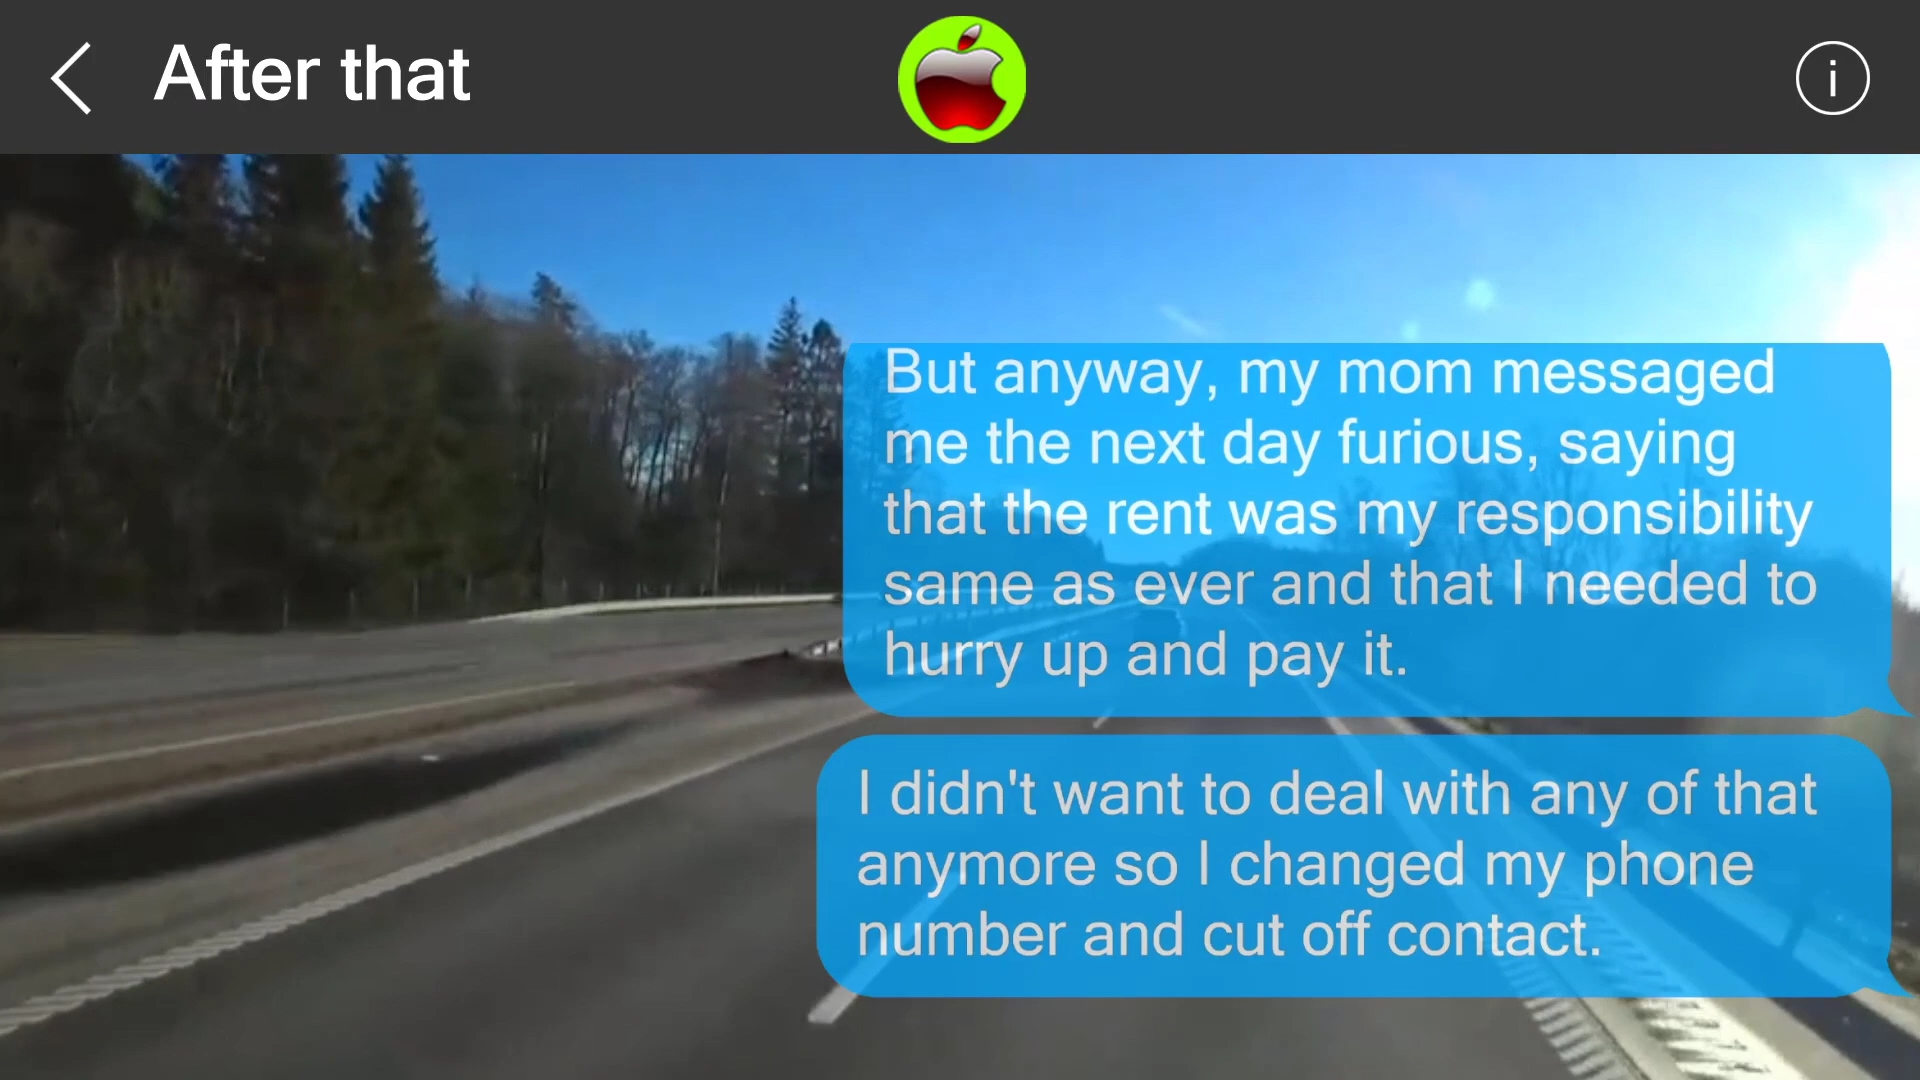 After that
i
But anyway, my mom messaged
me the next day furious, saying
that the rent was my responsibility
same as ever and that I needed to
hurry up and pay it.
I didn't want to deal with any of that
anymore so I changed my phone
number and cut off contact.